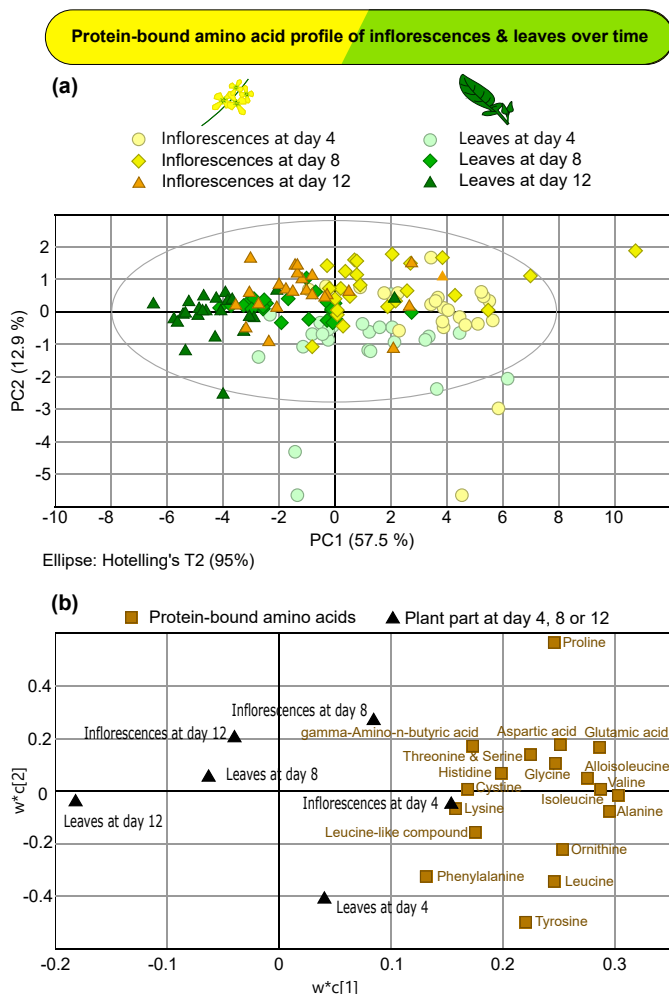 Protein-bound amino acid profile of inflorescences & leaves over time
(a)
Inflorescences at day 4
Inflorescences at day 8
Inflorescences at day 12
Leaves at day 4
Leaves at day 8
Leaves at day 12
PC2 (12.9 %)
3
2
1
0
-1
-2
-3
-4
-5
-10
-8
-6
-4
-2
0
2
4
6
8
10
PC1 (57.5 %)
Ellipse: Hotelling's T2 (95%)
(b)
Protein-bound amino acids
Plant part at day 4, 8 or 12
Proline
Inflorescences at day 8
Inflorescences at day 12
gamma-Amino-n-butyric acid
Aspartic acid
Glutamic acid
Threonine & Serine
Alloisoleucine
Histidine
Glycine
Leaves at day 8
Cystine
Valine
Inflorescences at day 4
Isoleucine
Leaves at day 12
Lysine
Alanine
Leucine-like compound
Ornithine
Phenylalanine
Leucine
Leaves at day 4
Tyrosine
w*c[2]
0.4
0.2
0
-0.2
-0.4
-0.2
-0.1
0
0.1
0.2
0.3
w*c[1]